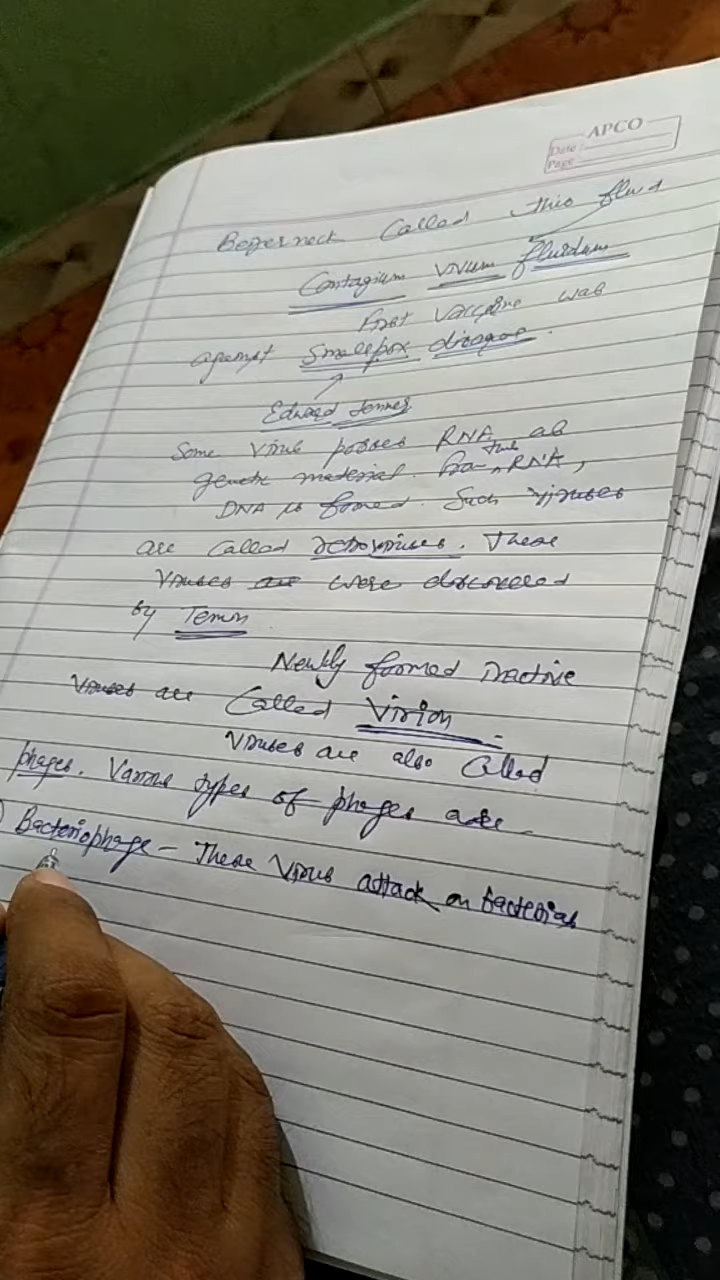 APCO
Date
Page
Beijerneck Called this fluid
Contagium vivum fluidum
first vaccine was
against Smallpox disease.
Edward Jenner
Some virus posses RNA as
genetic material. from this RNA,
DNA is formed. Such viruses
are called retroviruses. These
Viruses are were discovered
by Temin
Newly formed Inactive
Viruses are Called Virion.
Viruses are also Called
phages. Various types of phages are -
Bacteriophage - These Virus attack on bacterias